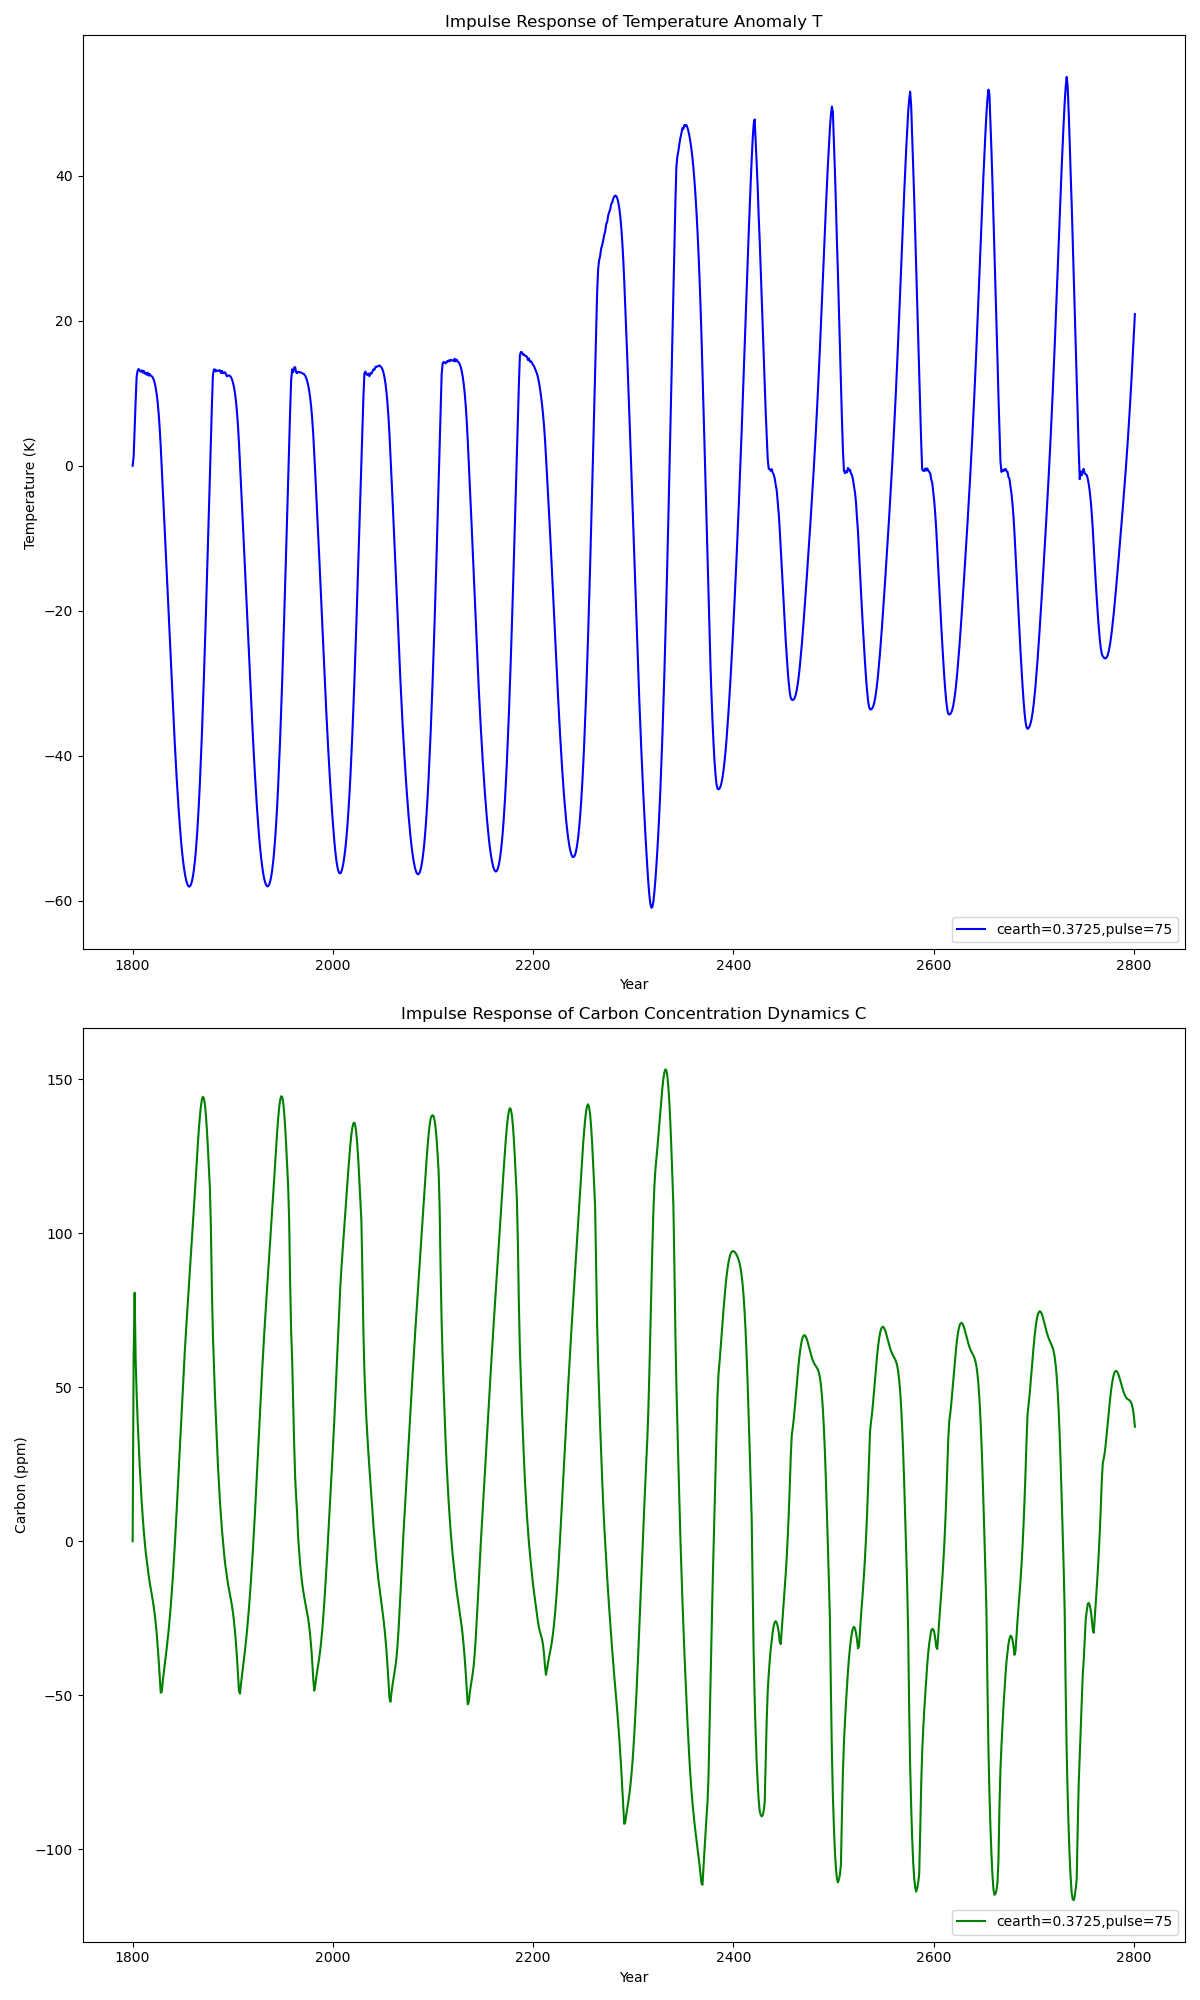 Impulse Response of Temperature Anomaly T
Temperature (K)
40
20
0
−20
−40
−60
cearth=0.3725,pulse=75
1800 2000 2200 2400 2600 2800
Year
Impulse Response of Carbon Concentration Dynamics C
Carbon (ppm)
150
100
50
0
−50
−100
cearth=0.3725,pulse=75
1800 2000 2200 2400 2600 2800
Year